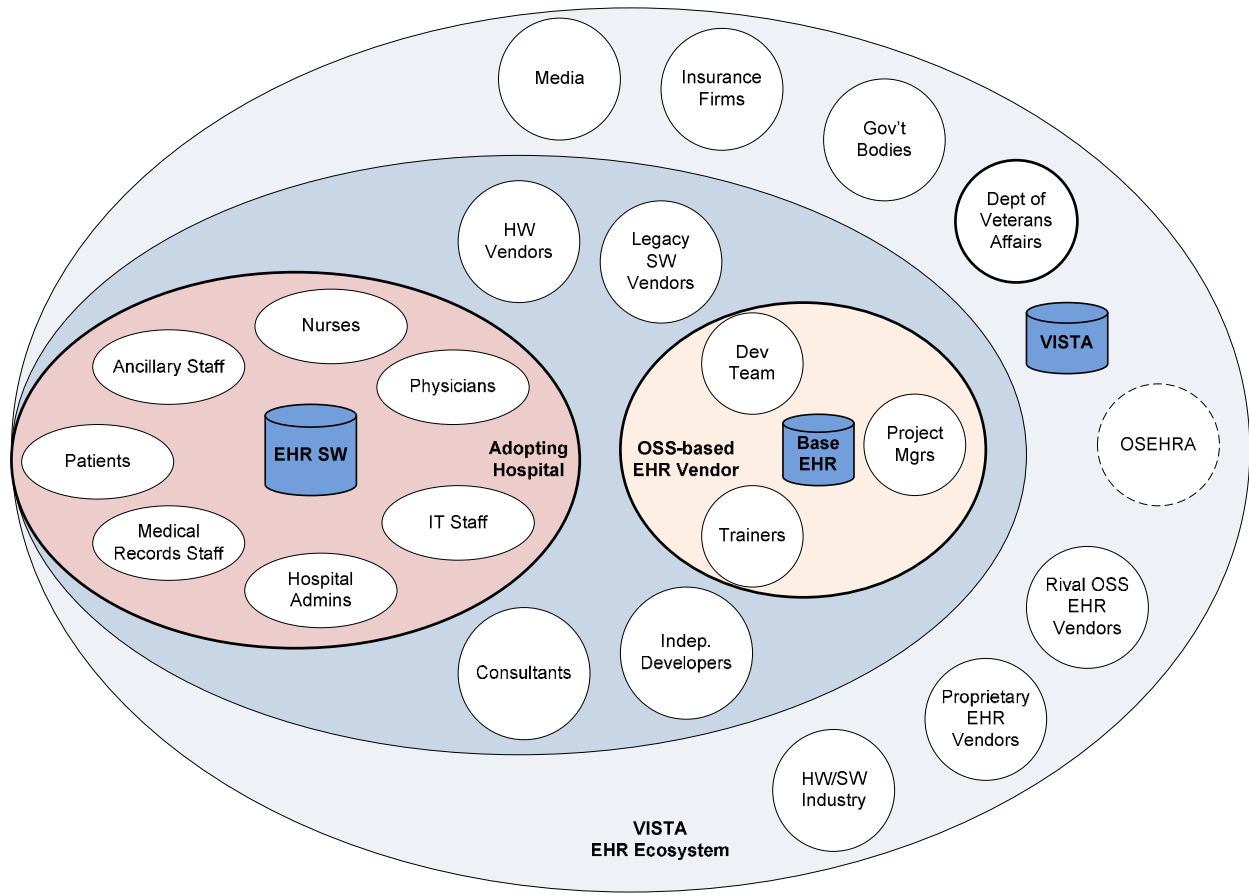 Media
Insurance
Firms
Gov't
Bodies
Dept of
Veterans
Affairs
HW
Vendors
Legacy
SW
Vendors
VISTA
Nurses
Ancillary Staff
Physicians
EHR SW
Adopting
Hospital
Patients
IT Staff
Medical
Records Staff
Hospital
Admins
Dev
Team
OSS-based
EHR Vendor
Base
EHR
Project
Mgrs
Trainers
OSEHRA
Consultants
Indep.
Developers
Rival OSS
EHR
Vendors
Proprietary
EHR
Vendors
HW/SW
Industry
VISTA
EHR Ecosystem